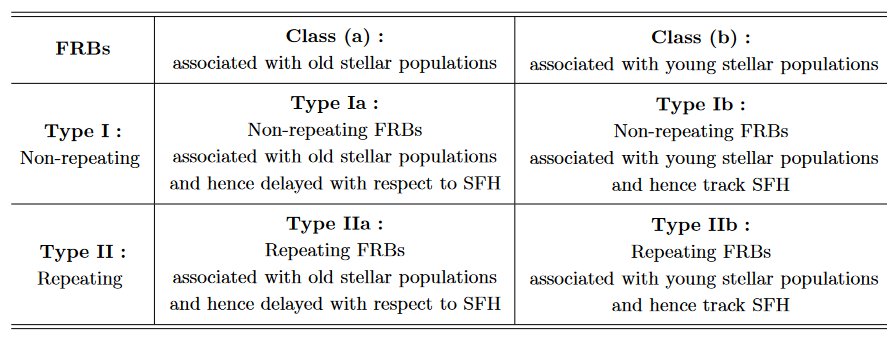 FRBs
Class (a) :
associated with old stellar populations
Class (b) :
associated with young stellar populations
Type I :
Non-repeating
Type Ia :
Non-repeating FRBs
associated with old stellar populations
and hence delayed with respect to SFH
Type Ib :
Non-repeating FRBs
associated with young stellar populations
and hence track SFH
Type II :
Repeating
Type IIa :
Repeating FRBs
associated with old stellar populations
and hence delayed with respect to SFH
Type IIb :
Repeating FRBs
associated with young stellar populations
and hence track SFH